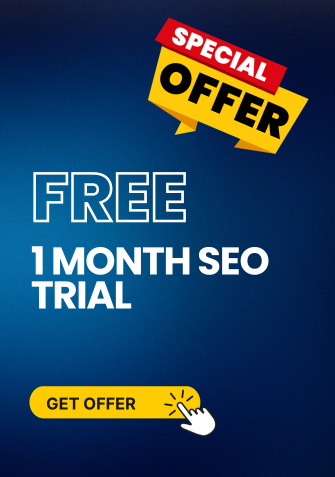 SPECIAL
OFFER
FREE
1 MONTH SEO
TRIAL
GET OFFER